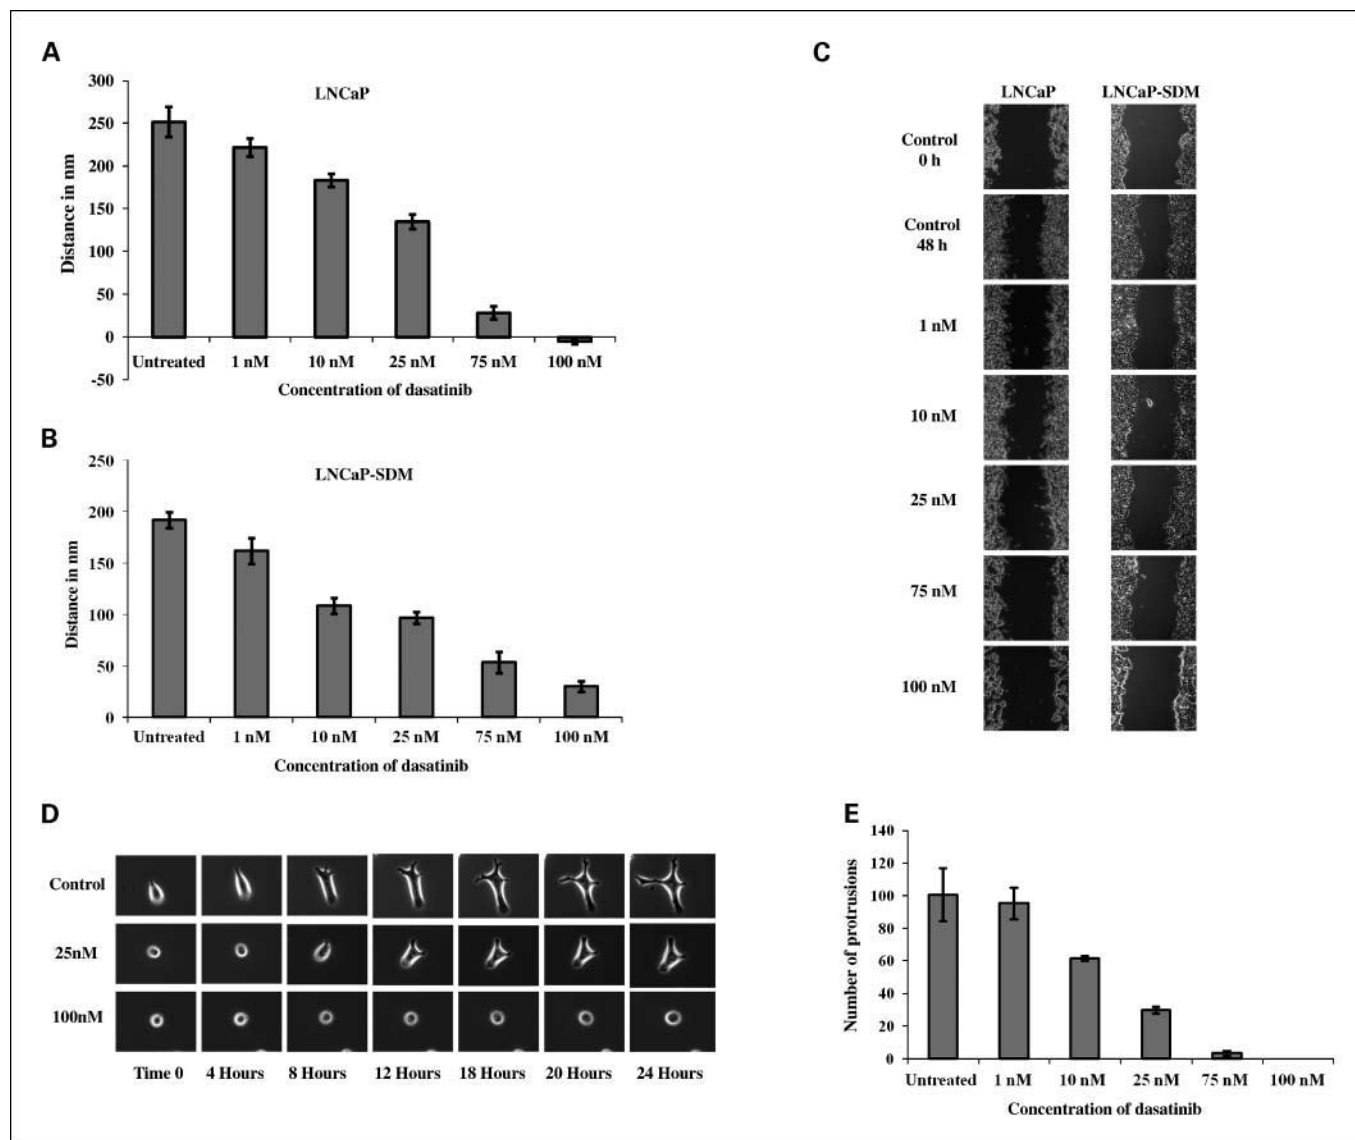 A
LNCaP
300
250
200
150
100
50
0
-50
Distance in nm
Untreated 1 nM 10 nM 25 nM 75 nM 100 nM
Concentration of dasatinib
B
LNCaP-SDM
250
200
150
100
50
0
Distance in nm
Untreated 1 nM 10 nM 25 nM 75 nM 100 nM
Concentration of dasatinib
C
LNCaP LNCaP-SDM
Control
0 h
Control
48 h
1 nM
10 nM
25 nM
75 nM
100 nM
D
Control
25nM
100nM
Time 0 4 Hours 8 Hours 12 Hours 18 Hours 20 Hours 24 Hours
E
140
120
100
80
60
40
20
0
Number of protrusions
Untreated 1 nM 10 nM 25 nM 75 nM 100 nM
Concentration of dasatinib